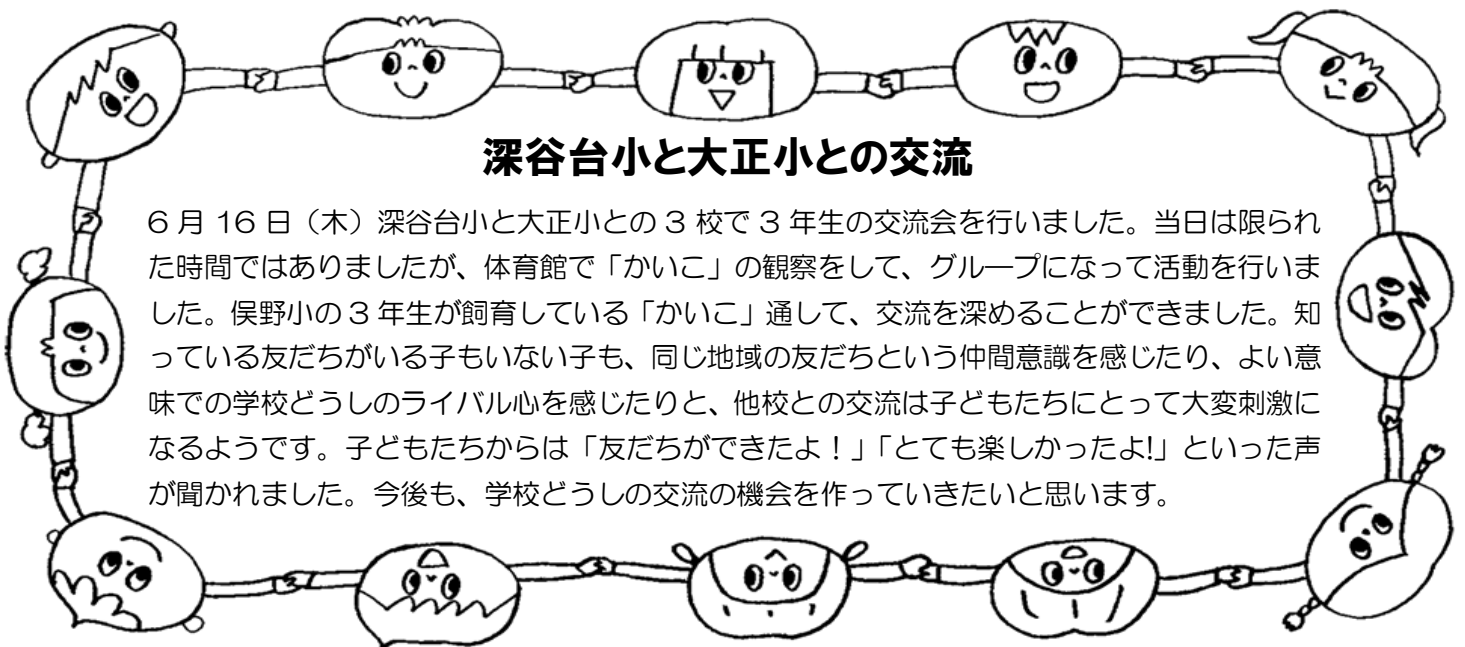 深谷台小と大正小との交流
6月16日（木）深谷台小と大正小との3校で3年生の交流会を行いました。当日は限られ
た時間ではありましたが、体育館で「かいこ」の観察をして、グループになって活動を行いま
した。俣野小の3年生が飼育している「かいこ」通して、交流を深めることができました。知
っている友だちがいる子もいない子も、同じ地域の友だちという仲間意識を感じたり、よい意
味での学校どうしのライバル心を感じたりと、他校との交流は子どもたちにとって大変刺激に
なるようです。子どもたちからは「友だちができたよ！」「とても楽しかったよ!」といった声
が聞かれました。今後も、学校どうしの交流の機会を作っていきたいと思います。